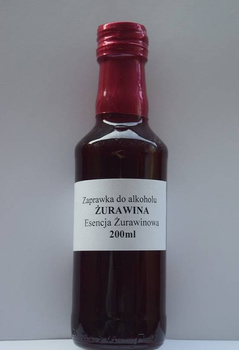 Zaprawka do alkoholu
ŻURAWINA
Esencja Żurawinowa
200ml